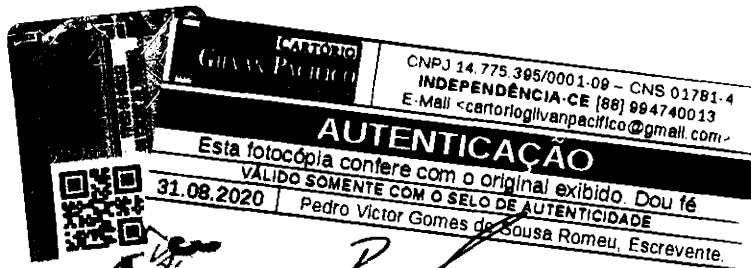 CARTÓRIO
GILVAN PACIFICO
CNPJ 14.775.395/0001-09 – CNS 01781-4
INDEPENDÊNCIA-CE [88] 994740013
E-Mail <cartoriogilvanpacifico@gmail.com>
AUTENTICAÇÃO
Esta fotocópia confere com o original exibido. Dou fé
VÁLIDO SOMENTE COM O SELO DE AUTENTICIDADE
31.08.2020 Pedro Victor Gomes de Sousa Romeu, Escrevente.